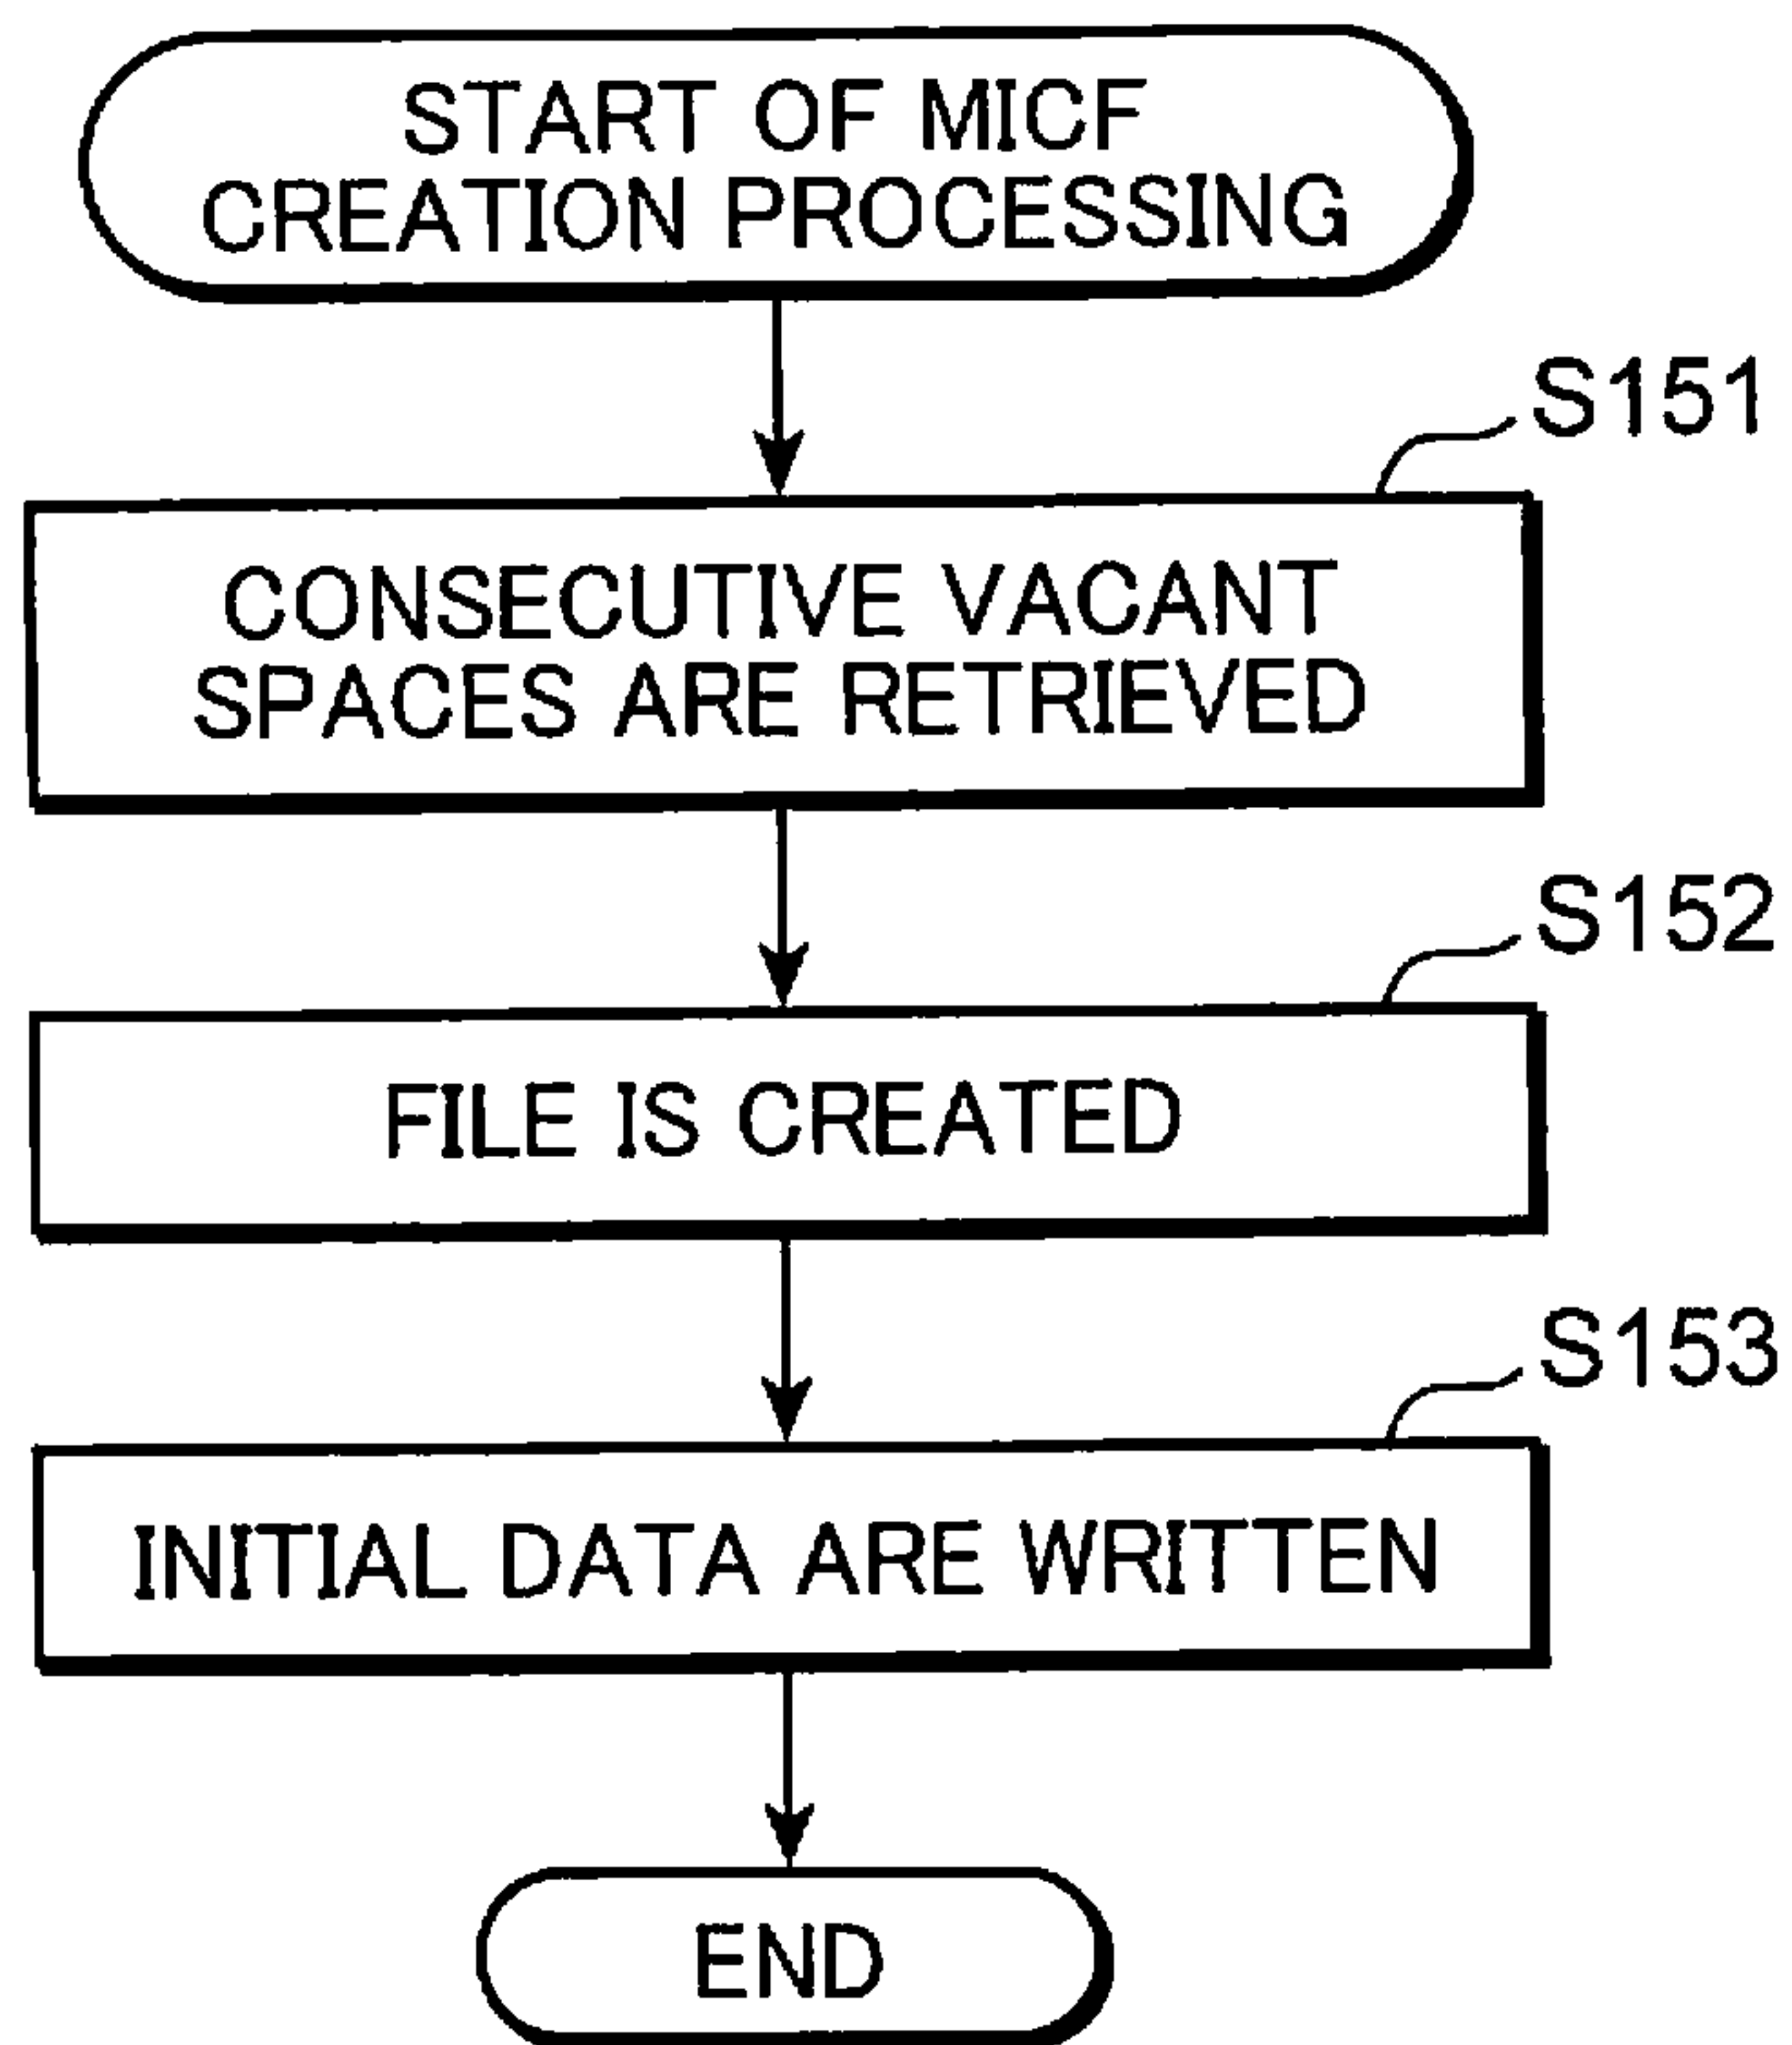 START OF MICF
CREATION PROCESSING
S151
CONSECUTIVE VACANT
SPACES ARE RETRIEVED
S152
FILE IS CREATED
S153
INITIAL DATA ARE WRITTEN
END